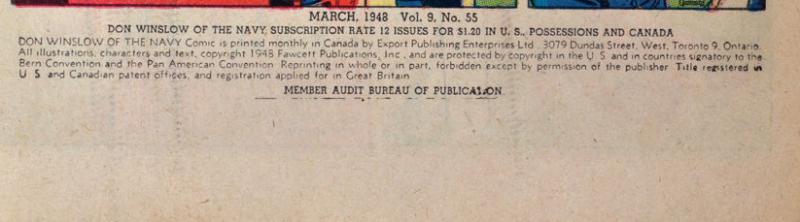 MARCH, 1948 Vol. 9, No. 55
DON WINSLOW OF THE NAVY, SUBSCRIPTION RATE 12 ISSUES FOR $1.20 IN U. S., POSSESSIONS AND CANADA
DON WINSLOW OF THE NAVY Comic is printed monthly in Canada by Export Publishing Enterprises Ltd., 3079 Dundas Street, West, Toronto 9, Ontario.
All illustrations, characters and text, copyright 1948 Fawcett Publications, Inc., and are protected by copyright in the U. S. and in countries signatory to the
Bern Convention and the Pan American Convention. Reprinting in whole or in part, forbidden except by permission of the publisher. Title registered in
U. S. and Canadian patent offices, and registration applied for in Great Britain.
MEMBER AUDIT BUREAU OF PUBLICATION